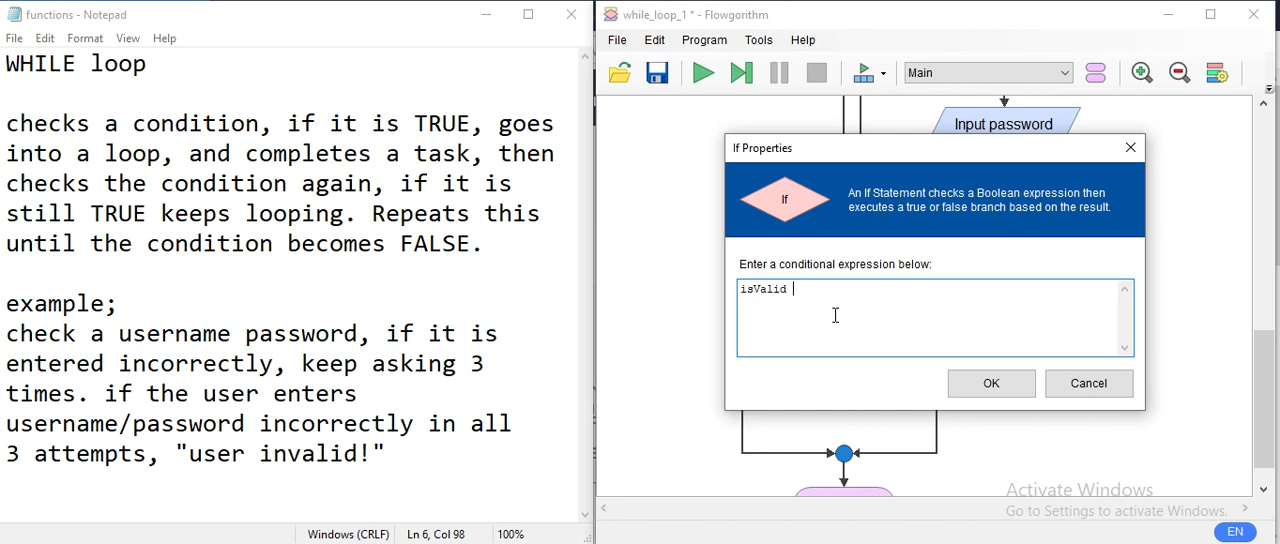 functions - Notepad
File Edit Format View Help
WHILE loop
checks a condition, if it is TRUE, goes
into a loop, and completes a task, then
checks the condition again, if it is
still TRUE keeps looping. Repeats this
until the condition becomes FALSE.
example;
check a username password, if it is
entered incorrectly, keep asking 3
times. if the user enters
username/password incorrectly in all
3 attempts, "user invalid!"
Windows (CRLF) Ln 6, Col 98 100%
while_loop_1 * - Flowgorithm
File Edit Program Tools Help
Main
Input password
If Properties
If
An If Statement checks a Boolean expression then
executes a true or false branch based on the result.
Enter a conditional expression below:
isValid
OK Cancel
Activate Windows
Go to Settings to activate Windows.
EN